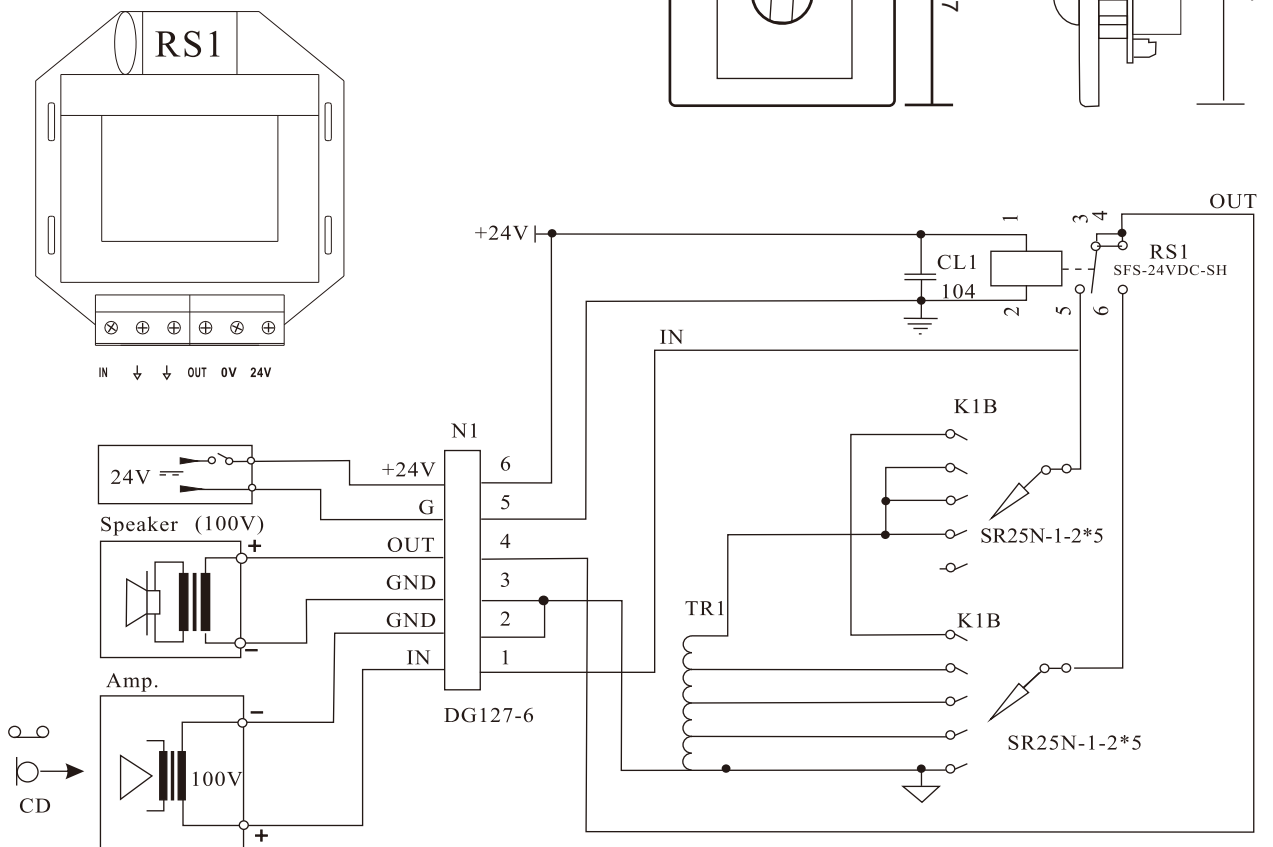 7
RS1
IN OUT 0V 24V
OUT
+24V
1
3
4
CL1
104
RS1
SFS-24VDC-SH
2
5
6
IN
K1B
SR25N-1-2*5
N1
24V
+24V
6
G
5
Speaker (100V)
+
OUT
4
GND
3
GND
2
−
IN
1
TR1
K1B
SR25N-1-2*5
DG127-6
Amp.
−
100V
CD
+